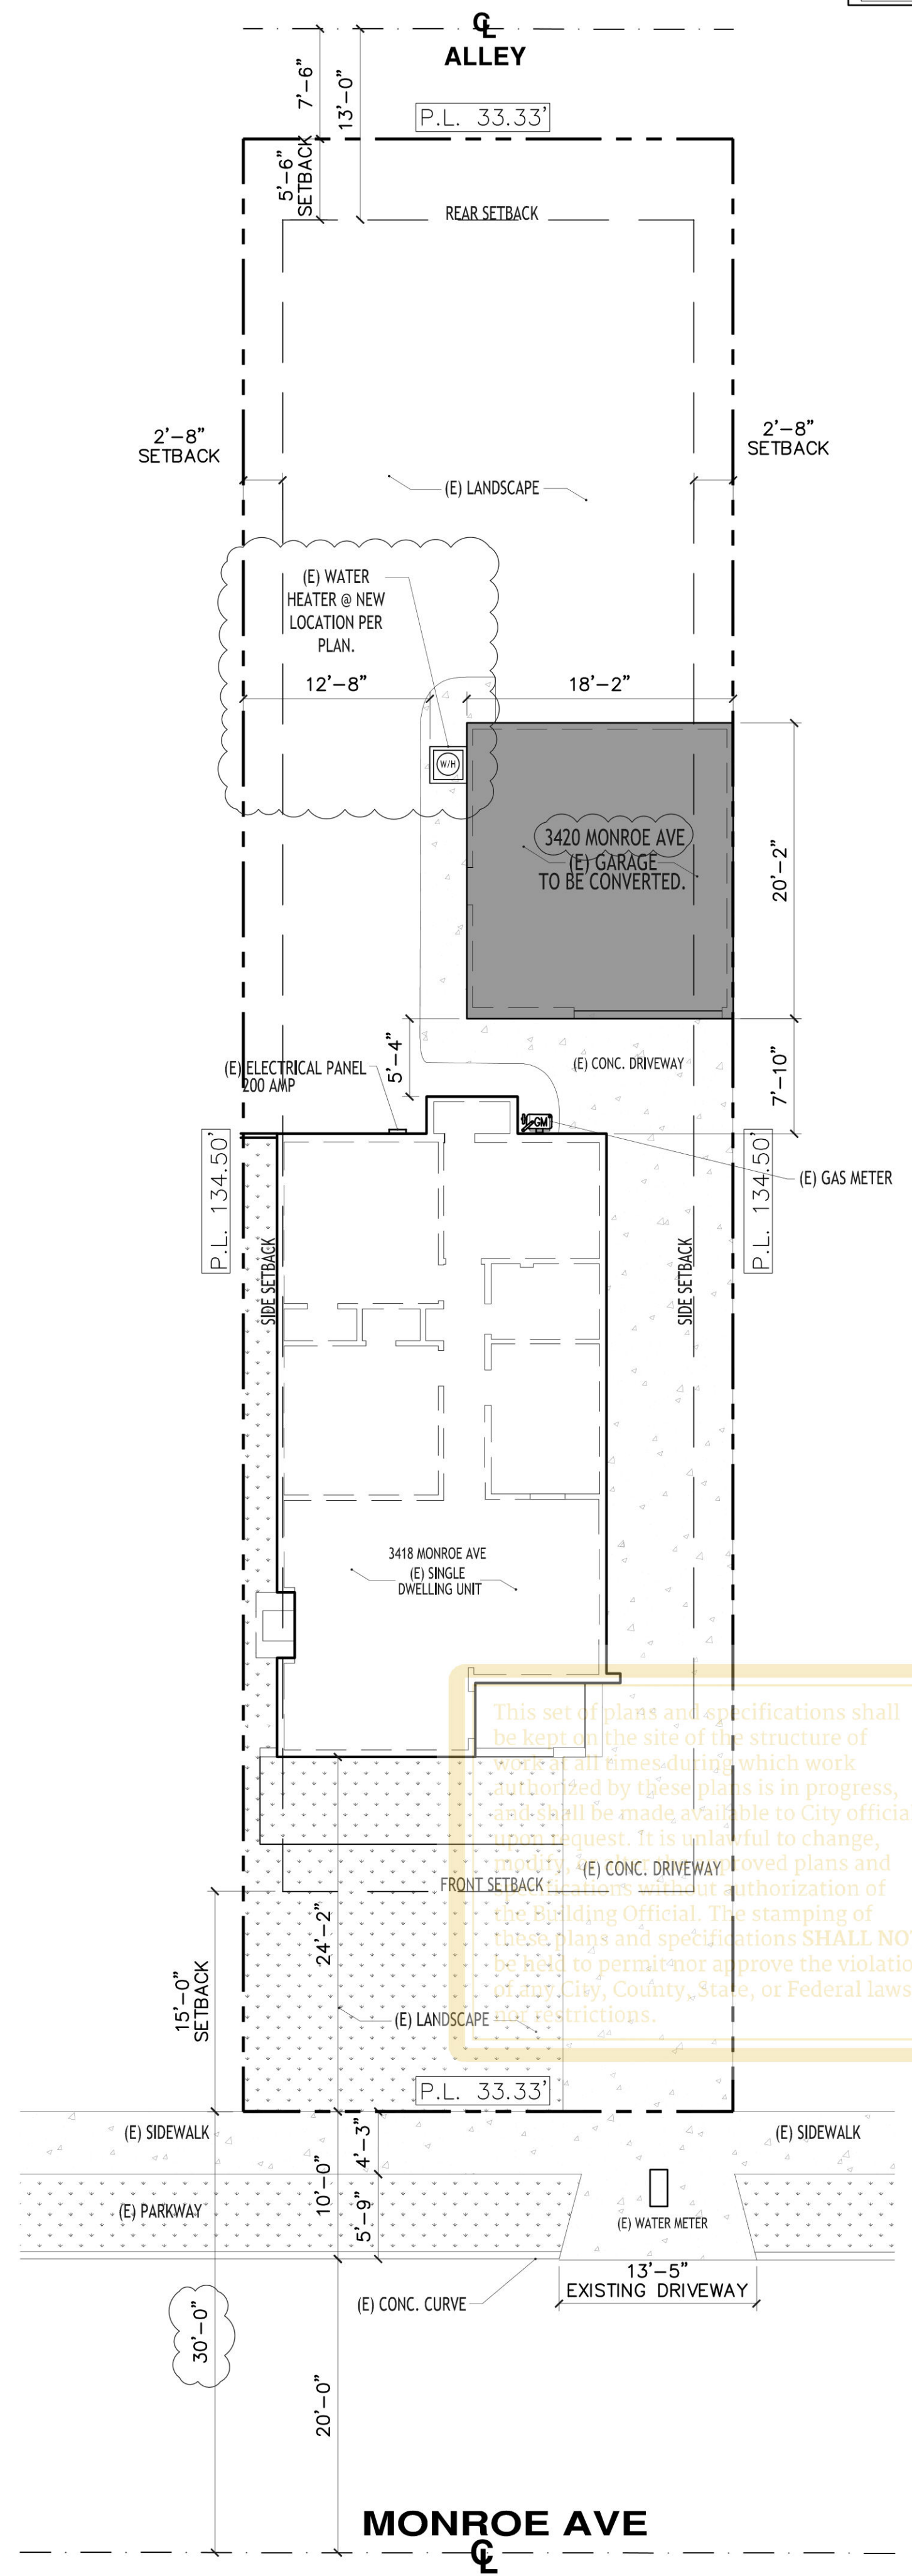 ℄
ALLEY
7'-6"
13'-0"
P.L. 33.33'
5'-6"
SETBACK
REAR SETBACK
2'-8"
SETBACK
2'-8"
SETBACK
(E) LANDSCAPE
(E) WATER
HEATER @ NEW
LOCATION PER
PLAN.
12'-8"
18'-2"
W/H
3420 MONROE AVE
(E) GARAGE
TO BE CONVERTED.
20'-2"
5'-4"
(E) ELECTRICAL PANEL
200 AMP
(E) CONC. DRIVEWAY
7'-10"
GM
(E) GAS METER
P.L. 134.50'
P.L. 134.50'
SIDE SETBACK
SIDE SETBACK
3418 MONROE AVE
(E) SINGLE
DWELLING UNIT
This set of plans and specifications shall
be kept on the site of the structure of
work at all times during which work
authorized by these plans is in progress,
and shall be made available to City officia
upon request. It is unlawful to change,
modify, or alter the approved plans and
specifications without authorization of
the Building Official. The stamping of
these plans and specifications SHALL NO
be held to permit nor approve the violatio
of any City, County, State, or Federal laws
nor restrictions.
(E) CONC. DRIVEWAY
FRONT SETBACK
24'-2"
15'-0"
SETBACK
(E) LANDSCAPE
P.L. 33.33'
(E) SIDEWALK
4'-3"
(E) SIDEWALK
10'-0"
(E) PARKWAY
5'-9"
(E) WATER METER
13'-5"
EXISTING DRIVEWAY
(E) CONC. CURVE
30'-0"
20'-0"
MONROE AVE
℄